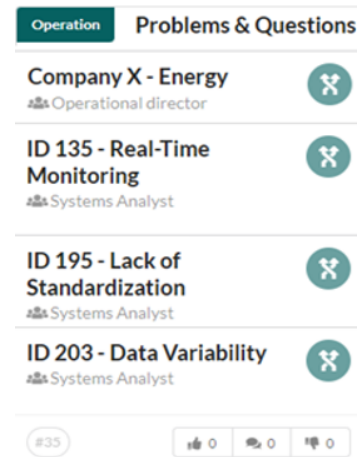 Operation Problems & Questions
Company X - Energy
Operational director
ID 135 - Real-Time
Monitoring
Systems Analyst
ID 195 - Lack of
Standardization
Systems Analyst
ID 203 - Data Variability
Systems Analyst
#35 0 0 0